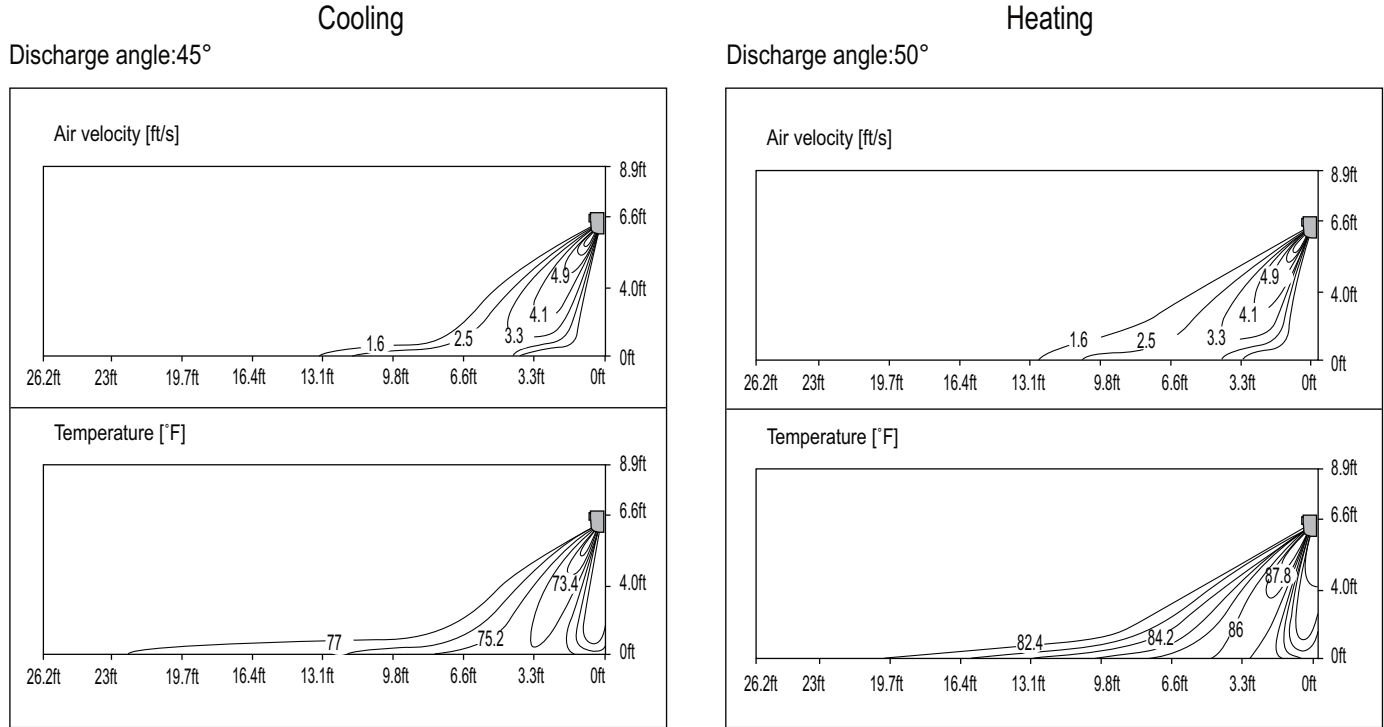 Cooling
Discharge angle:45°
Air velocity [ft/s]
8.9ft
6.6ft
4.9
4.0ft
4.1
3.3
2.5
1.6
0ft
26.2ft 23ft 19.7ft 16.4ft 13.1ft 9.8ft 6.6ft 3.3ft 0ft
Temperature [˚F]
8.9ft
6.6ft
73.4
4.0ft
75.2
77
0ft
26.2ft 23ft 19.7ft 16.4ft 13.1ft 9.8ft 6.6ft 3.3ft 0ft
Heating
Discharge angle:50°
Air velocity [ft/s]
8.9ft
6.6ft
4.9
4.0ft
4.1
3.3
2.5
1.6
0ft
26.2ft 23ft 19.7ft 16.4ft 13.1ft 9.8ft 6.6ft 3.3ft 0ft
Temperature [˚F]
8.9ft
6.6ft
87.8
4.0ft
86
84.2
82.4
0ft
26.2ft 23ft 19.7ft 16.4ft 13.1ft 9.8ft 6.6ft 3.3ft 0ft